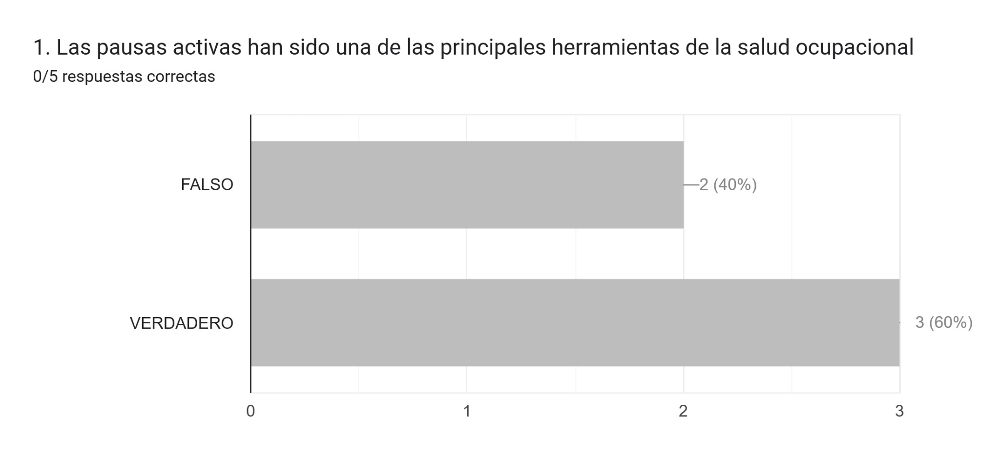 1. Las pausas activas han sido una de las principales herramientas de la salud ocupacional
0/5 respuestas correctas
FALSO
2 (40%)
VERDADERO
3 (60%)
0 1 2 3